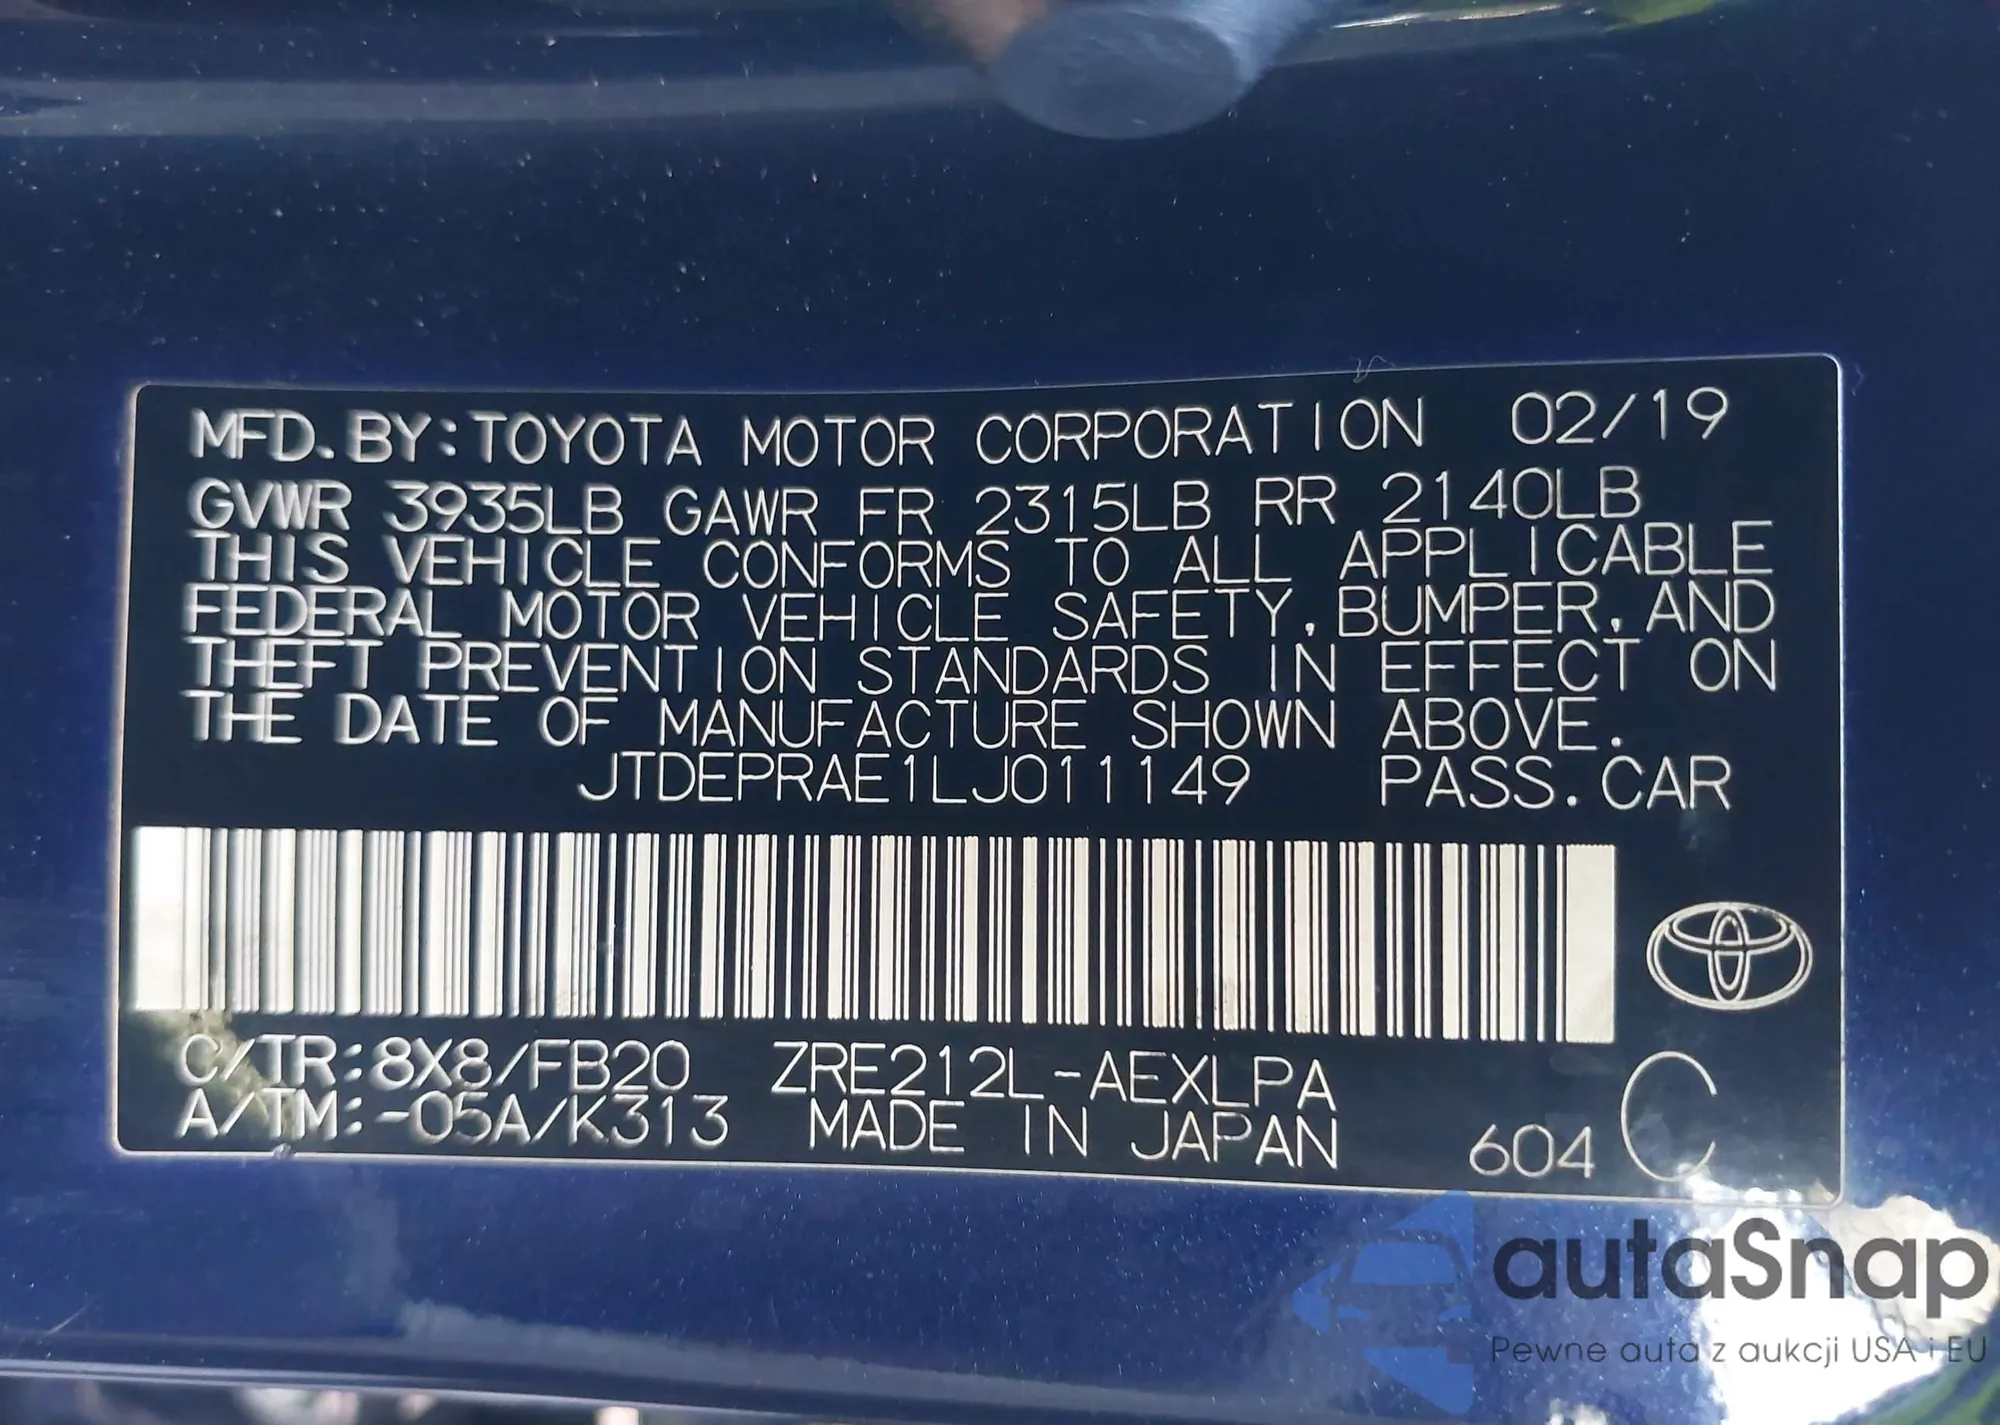 MFD.BY:TOYOTA MOTOR CORPORATION 02/19
GVWR 3935LB GAWR FR 2315LB RR 2140LB
THIS VEHICLE CONFORMS TO ALL APPLICABLE
FEDERAL MOTOR VEHICLE SAFETY, BUMPER, AND
THEFT PREVENTION STANDARDS IN EFFECT ON
THE DATE OF MANUFACTURE SHOWN ABOVE.
JTDEPRAE1LJ011149 PASS.CAR
C/TR:8X8/FB20 ZRE212L-AEXLPA
A/TM:-05A/K313 MADE IN JAPAN 604 C
autaSnap
Pewne auta z aukcji USA i EU